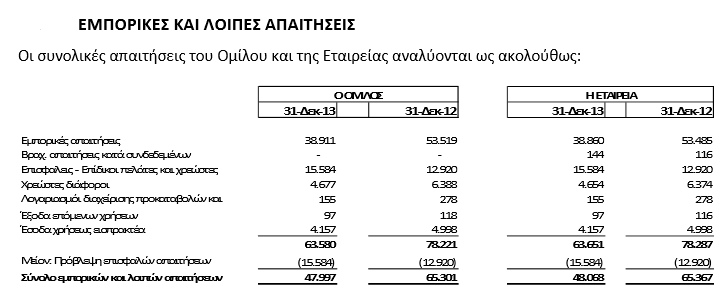 ΕΜΠΟΡΙΚΕΣ ΚΑΙ ΛΟΙΠΕΣ ΑΠΑΙΤΗΣΕΙΣ
Οι συνολικές απαιτήσεις του Ομίλου και της Εταιρείας αναλύονται ως ακολούθως:
Ο ΟΜΙΛΟΣ Η ΕΤΑΙΡΕΙΑ
31-Δεκ-13 31-Δεκ-12 31-Δεκ-13 31-Δεκ-12
Εμπορικές απαιτήσεις 38.911 53.519 38.860 53.485
Βραχ. απαιτήσεις κατά συνδεδεμένων - - 144 116
Επισφαλεις - Επίδικοι πελάτες και χρεώστες 15.584 12.920 15.584 12.920
Χρεώστες διάφοροι 4.677 6.388 4.654 6.374
Λογαριασμοί διαχείρισης προκαταβολών και 155 278 155 278
Έξοδα επόμενων χρήσεων 97 118 97 116
Έσοδα χρήσεως εισπρακτέα 4.157 4.998 4.157 4.998
63.580 78.221 63.651 78.287
Μείον: Πρόβλεψη επισφαλών απαιτήσεων (15.584) (12.920) (15.584) (12.920)
Σύνολο εμπορικών και λοιπών απαιτήσεων 47.997 65.301 48.068 65.367